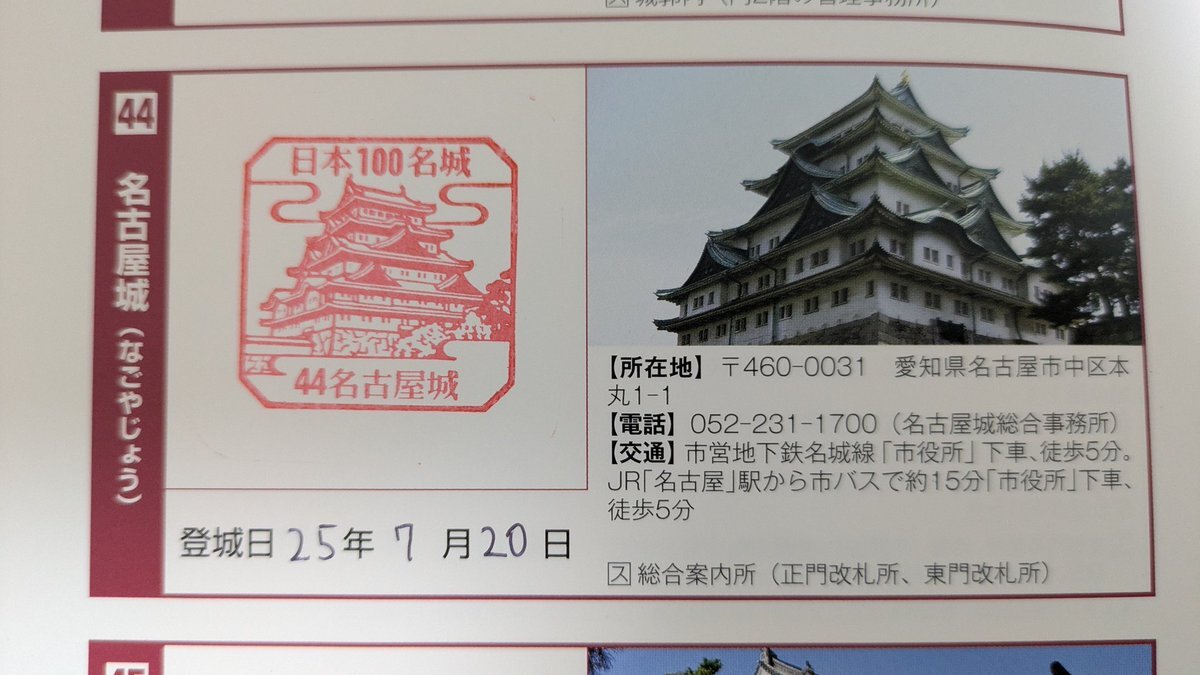 44
名古屋城（なごやじょう）
日本100名城
44名古屋城
登城日 25年 7月20日
【所在地】〒460-0031　愛知県名古屋市中区本
丸1-1
【電話】052-231-1700（名古屋城総合事務所）
【交通】市営地下鉄名城線「市役所」下車、徒歩5分。
JR「名古屋」駅から市バスで約15分「市役所」下車、
徒歩5分
ス 総合案内所（正門改札所、東門改札所）